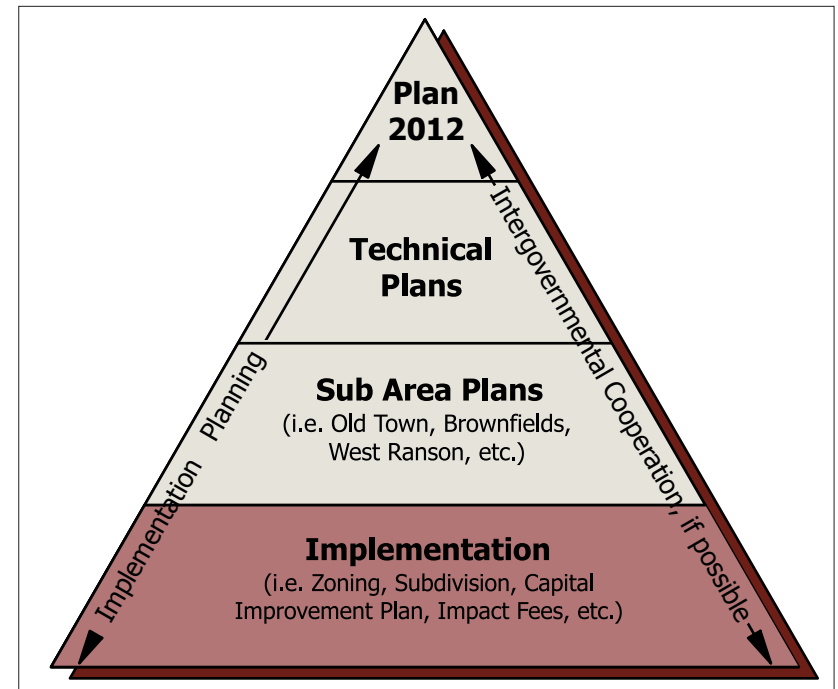 Plan
2012
Technical
Plans
Sub Area Plans
(i.e. Old Town, Brownfields,
West Ranson, etc.)
Implementation
(i.e. Zoning, Subdivision, Capital
Improvement Plan, Impact Fees, etc.)
Implementation Planning
Intergovernmental Cooperation, if possible